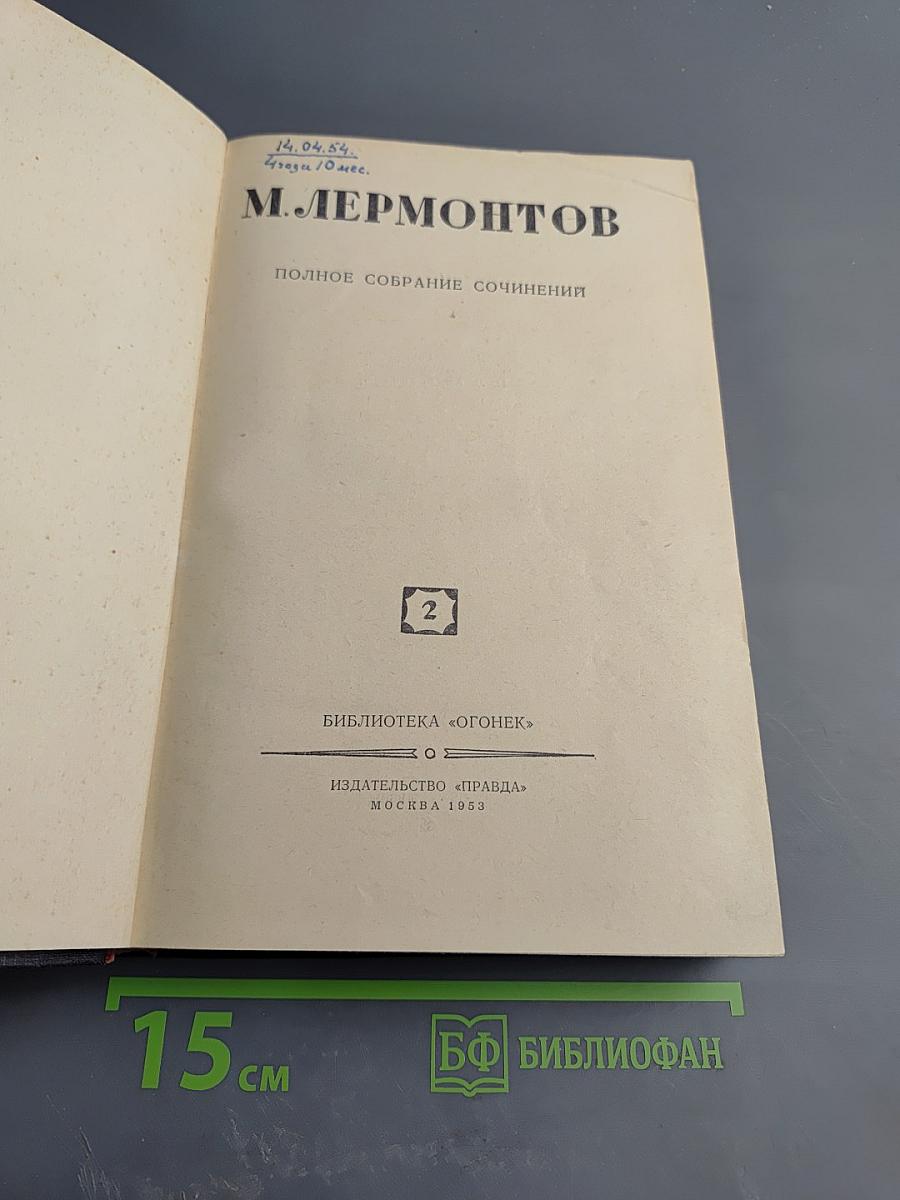 14.04.54.
4 года 10 мес.
М. ЛЕРМОНТОВ
ПОЛНОЕ СОБРАНИЕ СОЧИНЕНИЙ
2
БИБЛИОТЕКА «ОГОНЕК»
ИЗДАТЕЛЬСТВО «ПРАВДА»
МОСКВА 1953
15 см
БФ БИБЛИОФАН